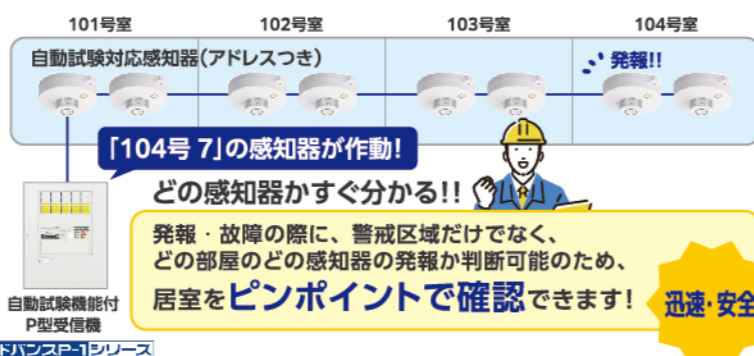 101号室 102号室 103号室 104号室
自動試験対応感知器(アドレスつき)
発報!!
「104号 7」の感知器が作動!
どの感知器かすぐ分かる!!
発報・故障の際に、警戒区域だけでなく、
どの部屋のどの感知器の発報か判断可能のため、
居室をピンポイントで確認できます!
迅速・安全
自動試験機能付
P型受信機
ドバンスP-1シリーズ